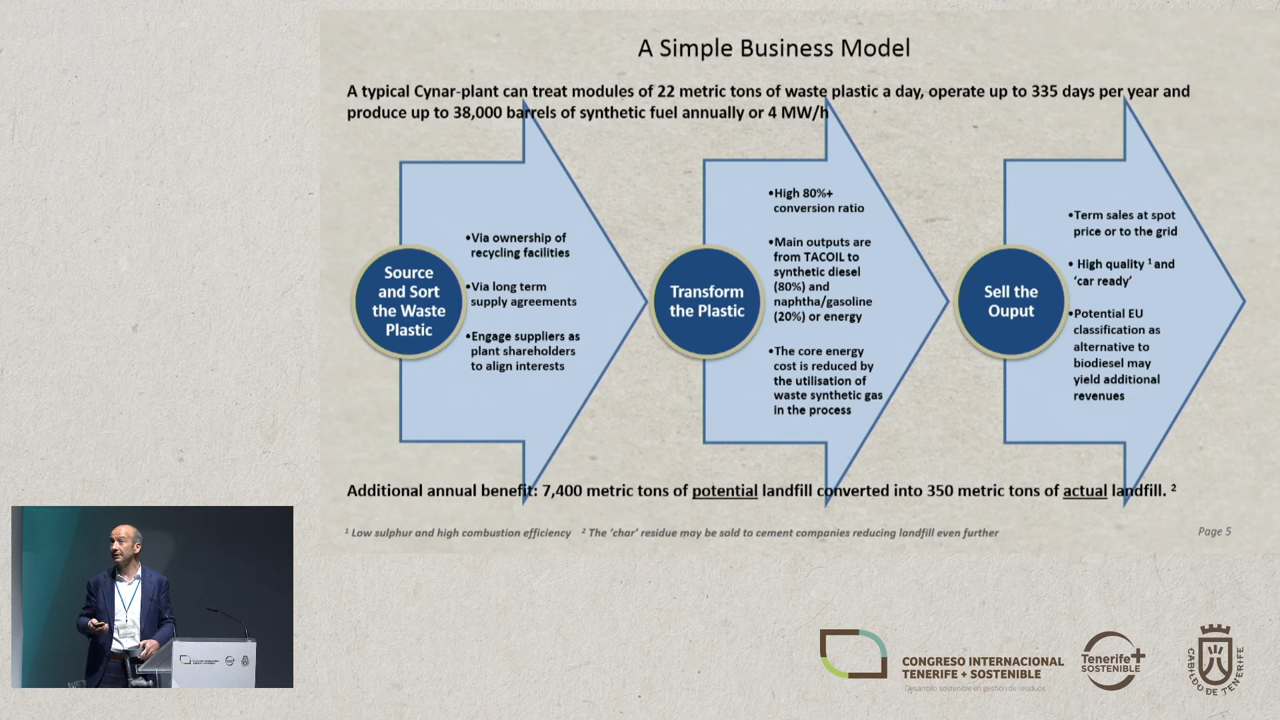 A Simple Business Model
A typical Cynar-plant can treat modules of 22 metric tons of waste plastic a day, operate up to 335 days per year and
produce up to 38,000 barrels of synthetic fuel annually or 4 MW/h
Source
and Sort
the Waste
Plastic
•Via ownership of
recycling facilities
•Via long term
supply agreements
•Engage suppliers as
plant shareholders
to align interests
Transform
the Plastic
•High 80%+
conversion ratio
•Main outputs are
from TACOIL to
synthetic diesel
(80%) and
naphtha/gasoline
(20%) or energy
•The core energy
cost is reduced by
the utilisation of
waste synthetic gas
in the process
Sell the
Ouput
•Term sales at spot
price or to the grid
• High quality ¹ and
‘car ready’
•Potential EU
classification as
alternative to
biodiesel may
yield additional
revenues
Additional annual benefit: 7,400 metric tons of potential landfill converted into 350 metric tons of actual landfill. ²
¹ Low sulphur and high combustion efficiency ² The ‘char’ residue may be sold to cement companies reducing landfill even further
Page 5
CONGRESO INTERNACIONAL
TENERIFE + SOSTENIBLE
Desarrollo sostenible en gestión de residuos
Tenerife+
SOSTENIBLE
CABILDO DE TENERIFE